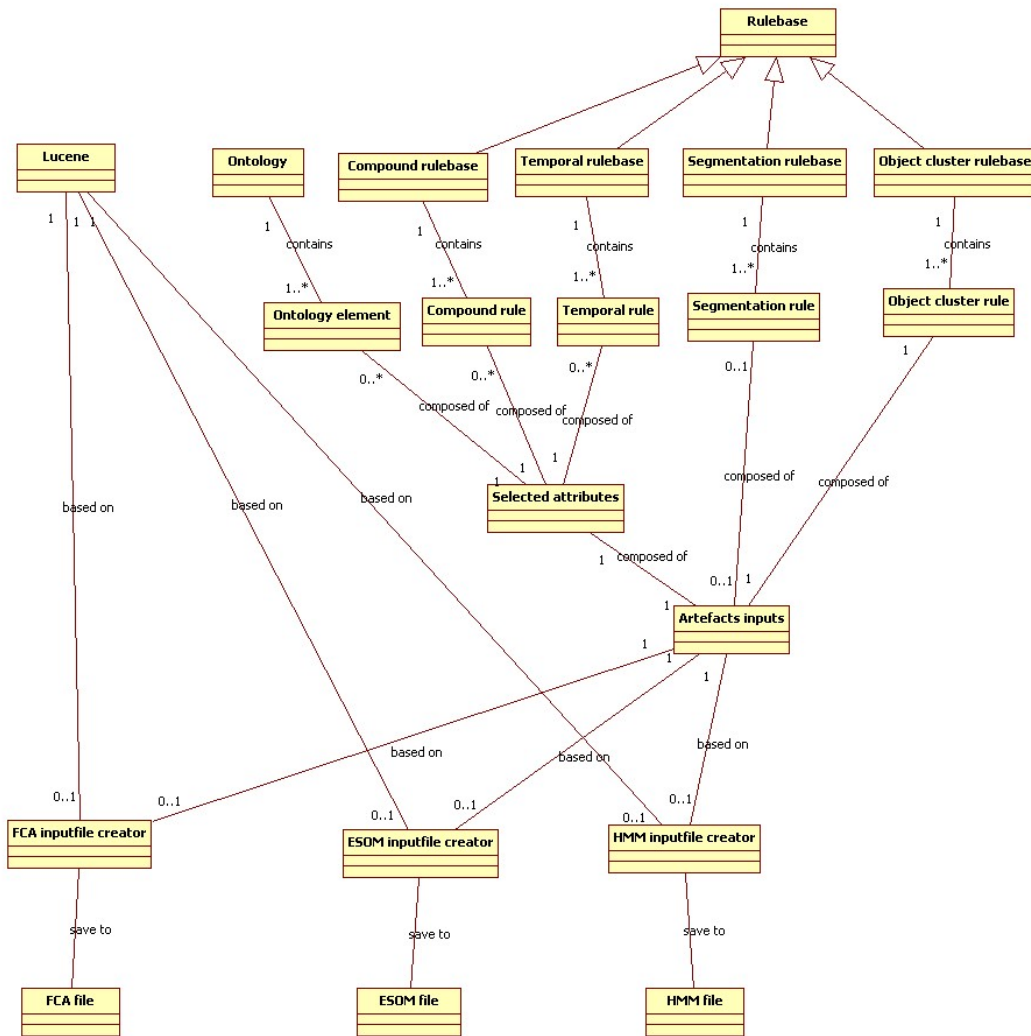 Rulebase
Lucene
Ontology
Compound rulebase
Temporal rulebase
Segmentation rulebase
Object cluster rulebase
1
1
1
1
1
1
1
1
contains
contains
contains
contains
contains
1..*
1..*
1..*
1..*
1..*
Ontology element
Compound rule
Temporal rule
Segmentation rule
Object cluster rule
0..*
0..*
0..*
0..1
1
composed of
composed of
composed of
1
1
1
composed of
composed of
Selected attributes
based on
based on
based on
1
composed of
0..1
1
1
Artefacts inputs
1
1
1
based on
based on
based on
0..1
0..1
0..1
0..1
0..1
0..1
FCA inputfile creator
ESOM inputfile creator
HMM inputfile creator
save to
save to
save to
FCA file
ESOM file
HMM file